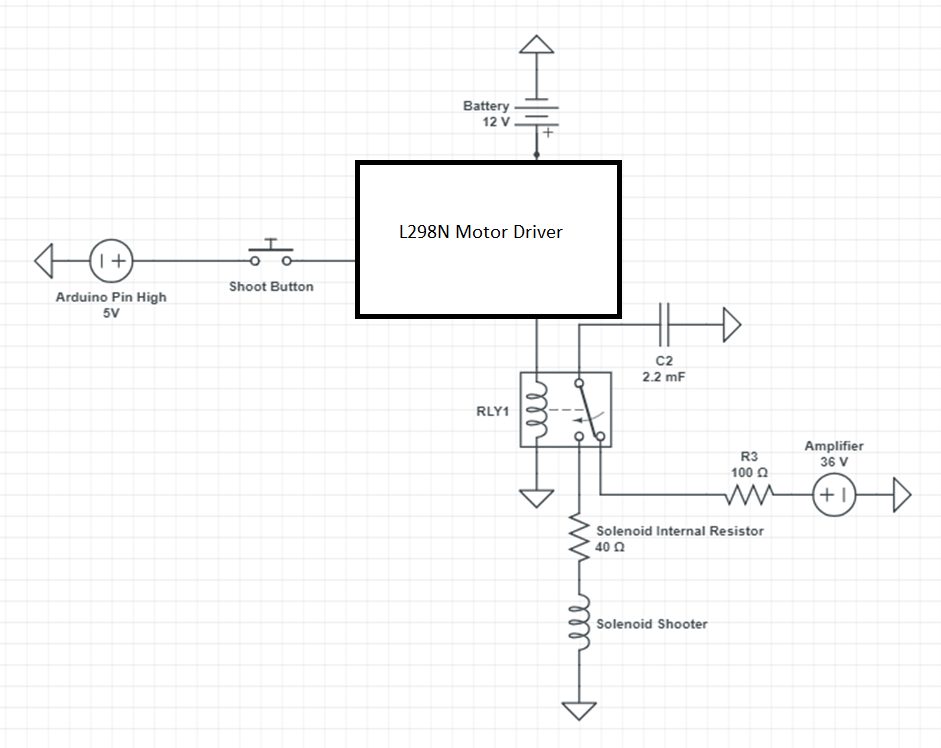 Battery
12 V
+
L298N Motor Driver
+
Arduino Pin High
5V
Shoot Button
C2
2.2 mF
RLY1
Amplifier
36 V
R3
100 Ω
+
Solenoid Internal Resistor
40 Ω
Solenoid Shooter